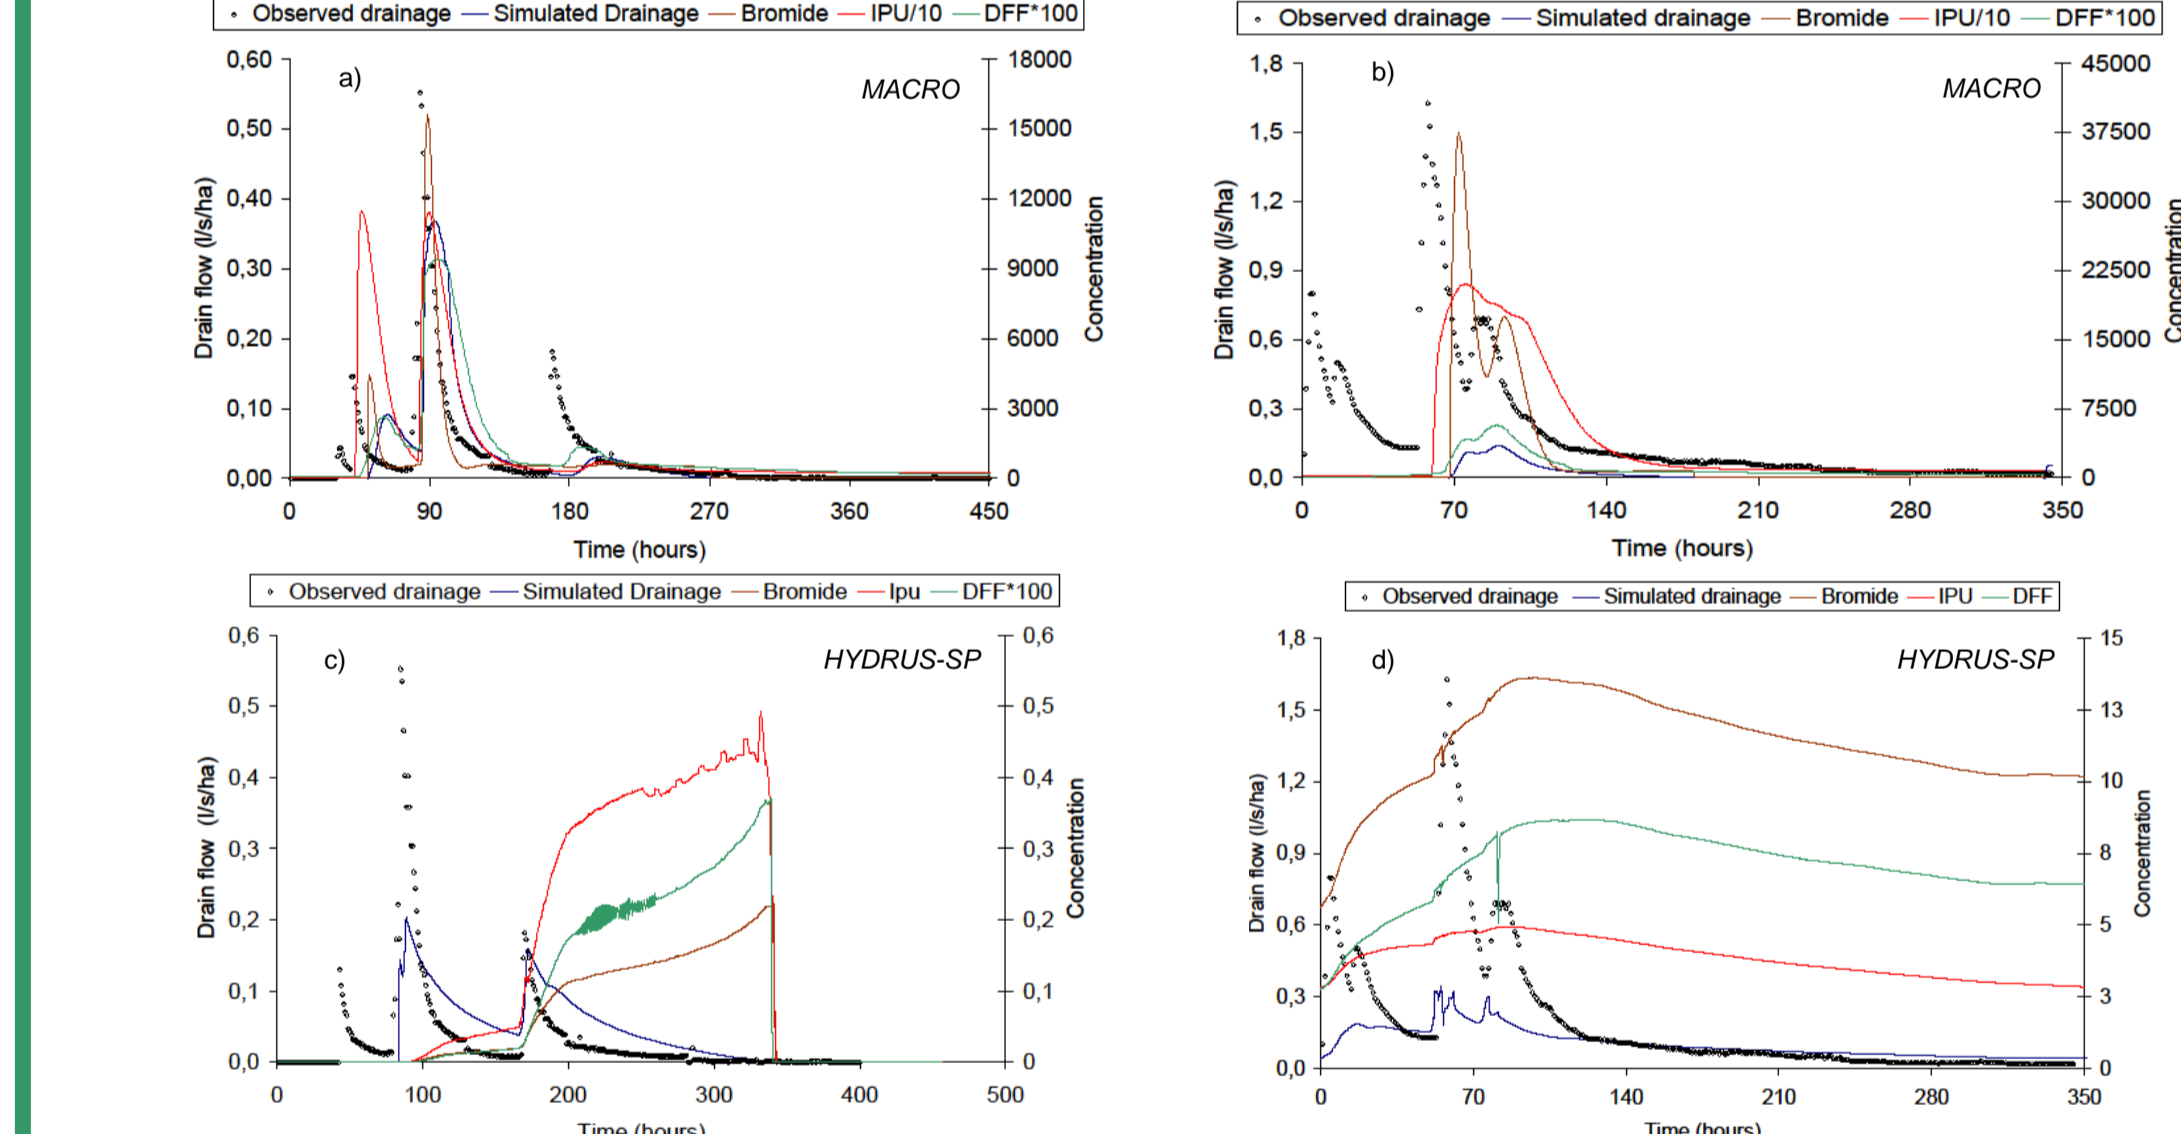 Observed drainage Simulated Drainage Bromide IPU/10 DFF*100
a)
MACRO
0,60
0,50
0,40
0,30
0,20
0,10
0,00
18000
15000
12000
9000
6000
3000
0
Drain flow (l/s/ha)
Concentration
0 90 180 270 360 450
Time (hours)
Observed drainage Simulated drainage Bromide IPU/10 DFF*100
b)
MACRO
1,8
1,5
1,2
0,9
0,6
0,3
0,0
45000
37500
30000
22500
15000
7500
0
Drain flow (l/s/ha)
Concentration
0 70 140 210 280 350
Time (hours)
Observed drainage Simulated Drainage Bromide Ipu DFF*100
c)
HYDRUS-SP
0,6
0,5
0,4
0,3
0,2
0,1
0,0
0,6
0,5
0,4
0,3
0,2
0,1
0
Drain flow (l/s/ha)
Concentration
0 100 200 300 400 500
Time (hours)
Observed drainage Simulated drainage Bromide IPU DFF
d)
HYDRUS-SP
1,8
1,5
1,2
0,9
0,6
0,3
0,0
15
13
10
8
5
3
0
Drain flow (l/s/ha)
Concentration
0 70 140 210 280 350
Time (hours)